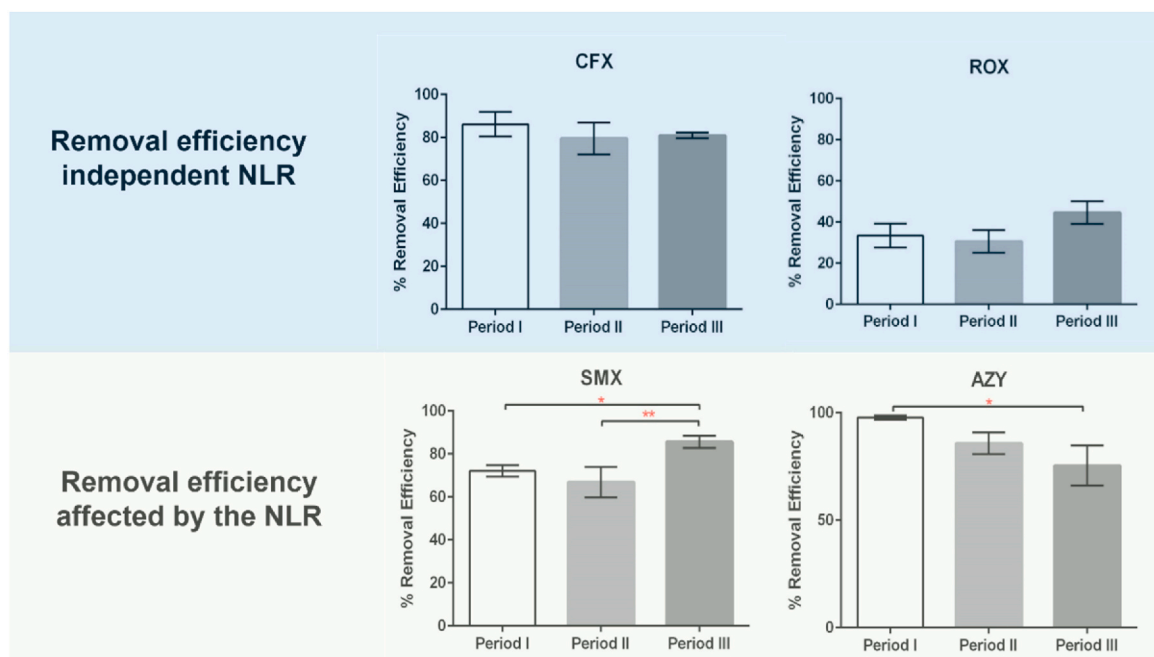 Removal efficiency
independent NLR
CFX
% Removal Efficiency
100
80
60
40
20
0
Period I
Period II
Period III
ROX
% Removal Efficiency
100
80
60
40
20
0
Period I
Period II
Period III
Removal efficiency
affected by the NLR
SMX
*
**
% Removal Efficiency
100
80
60
40
20
0
Period I
Period II
Period III
AZY
*
% Removal Efficiency
100
50
0
Period I
Period II
Period III